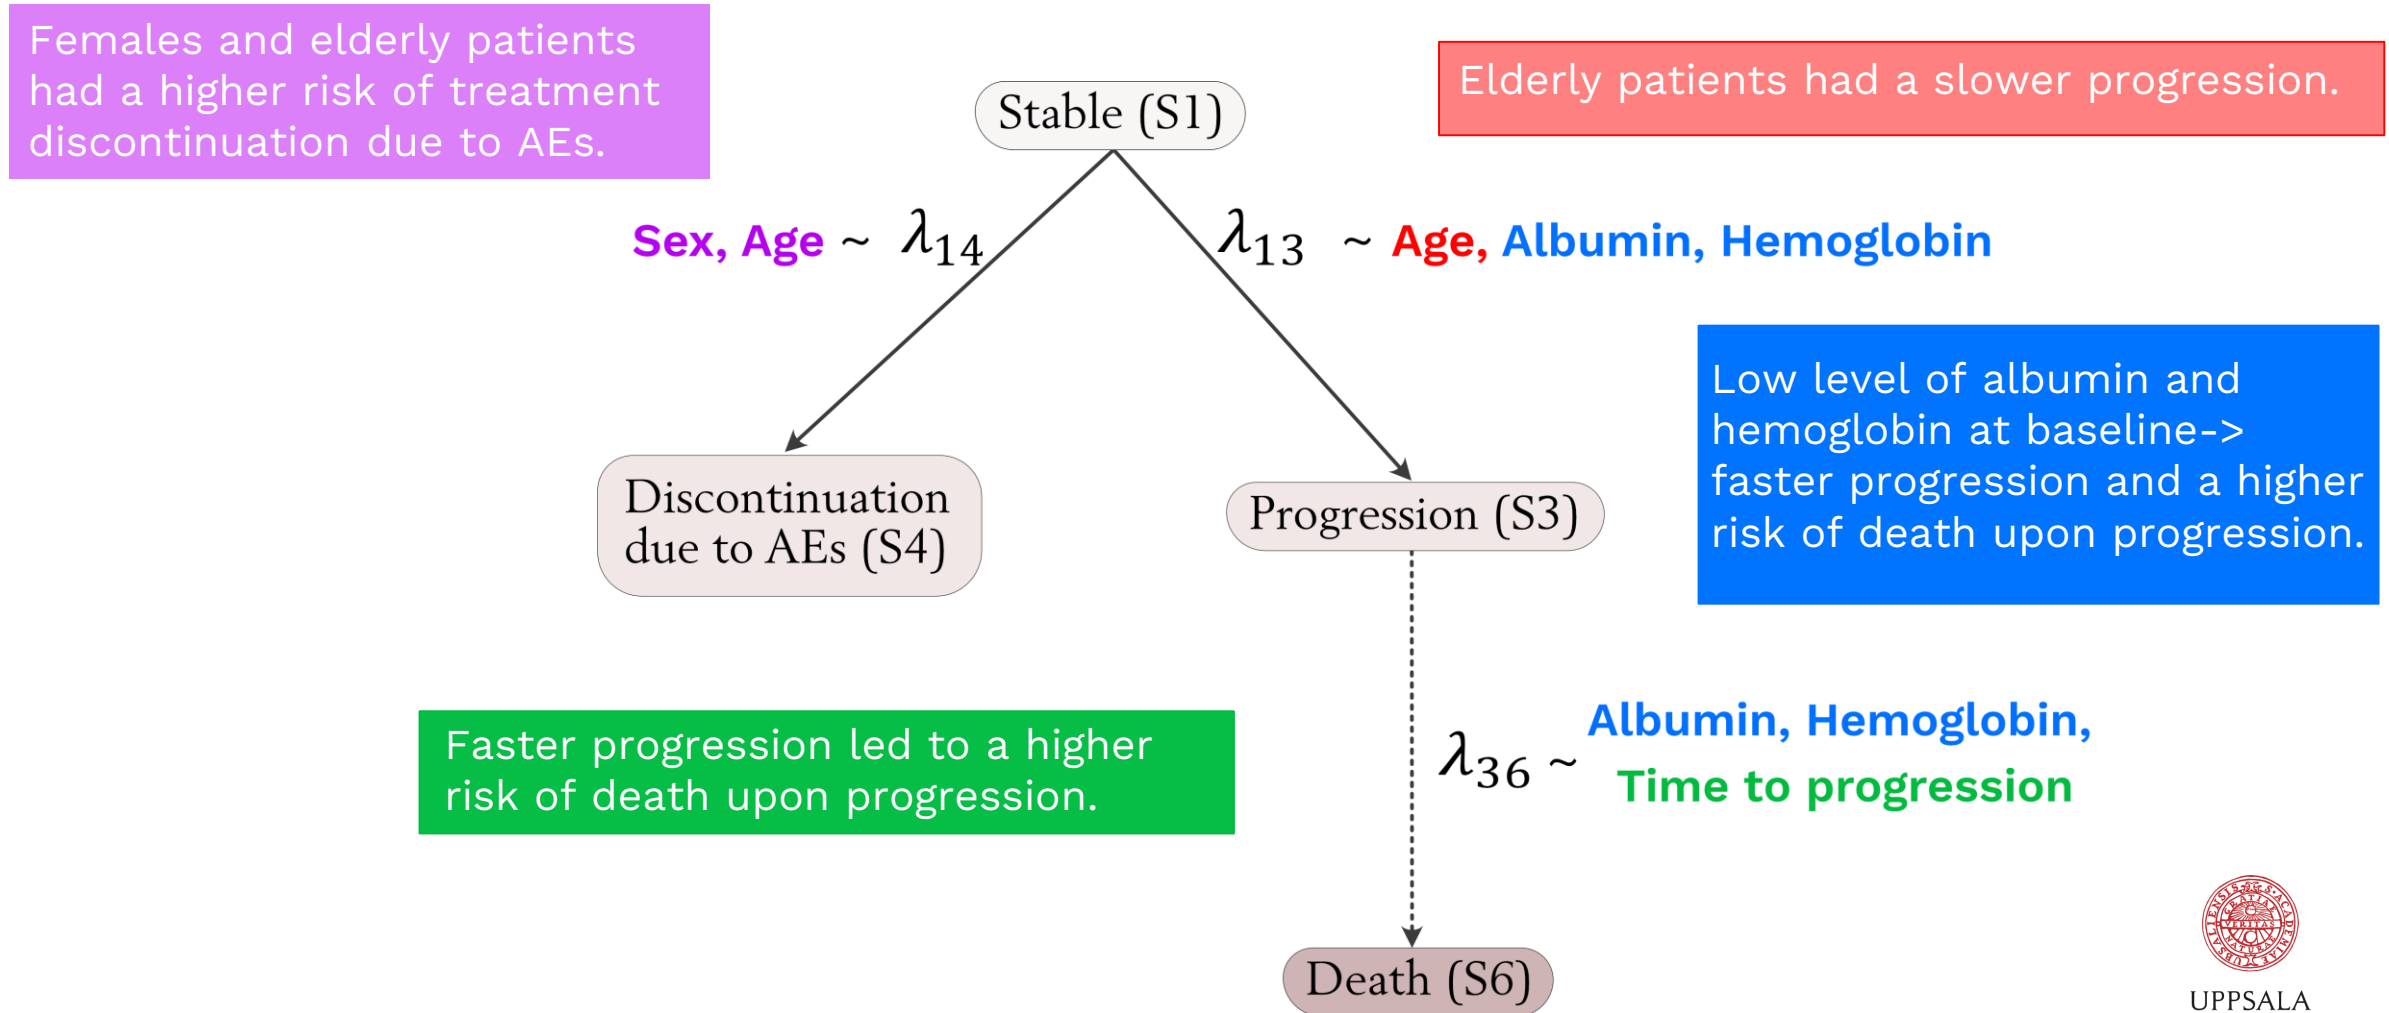 Females and elderly patients
had a higher risk of treatment
discontinuation due to AEs.
Elderly patients had a slower progression.
Stable (S1)
Sex, Age ~ λ14
λ13 ~ Age, Albumin, Hemoglobin
Low level of albumin and
hemoglobin at baseline->
faster progression and a higher
risk of death upon progression.
Discontinuation
due to AEs (S4)
Progression (S3)
Faster progression led to a higher
risk of death upon progression.
λ36 ~ Albumin, Hemoglobin,
Time to progression
Death (S6)
GRATIAE
VERITAS
NATURAE
UPPSALA